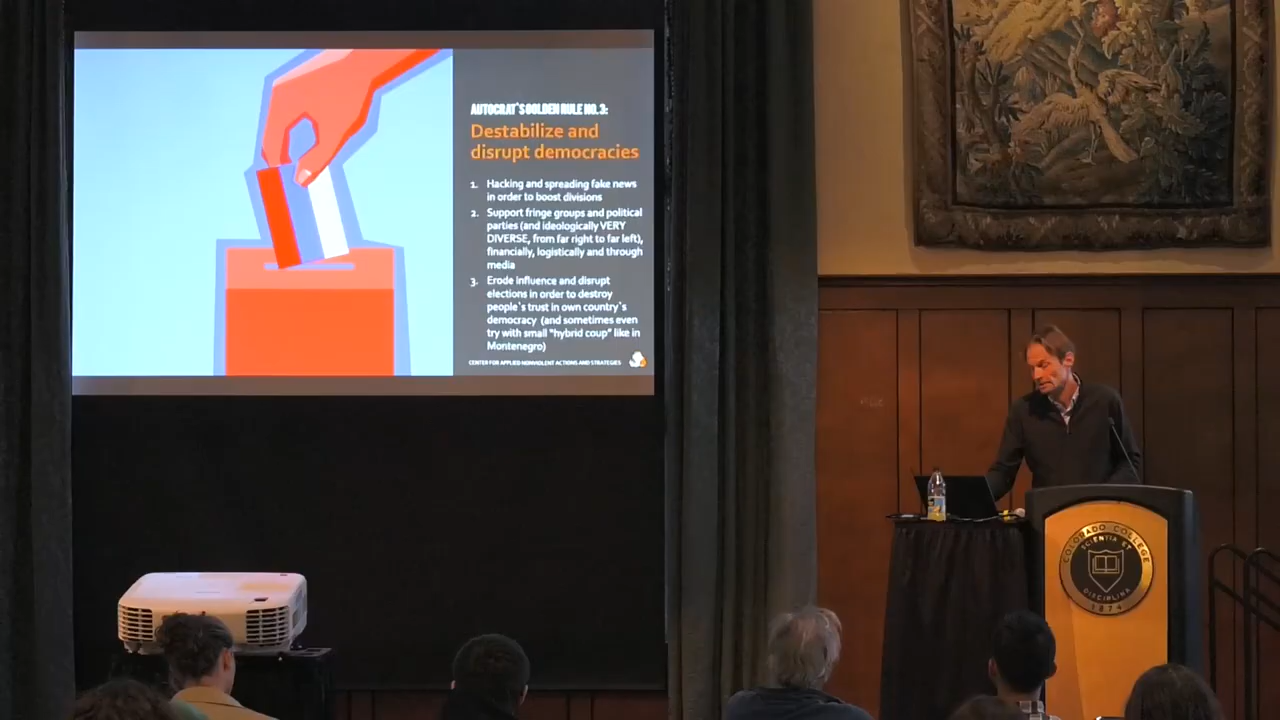 AUTOCRAT`S GOLDEN RULE NO. 3:
Destabilize and
disrupt democracies
1. Hacking and spreading fake news
in order to boost divisions
2. Support fringe groups and political
parties (and ideologically VERY
DIVERSE, from far right to far left),
financially, logistically and through
media
3. Erode influence and disrupt
elections in order to destroy
people`s trust in own country`s
democracy (and sometimes even
try with small "hybrid coup" like in
Montenegro)
CENTER FOR APPLIED NONVIOLENT ACTIONS AND STRATEGIES
COLORADO COLLEGE
SCIENTIA ET
DISCIPLINA
1874